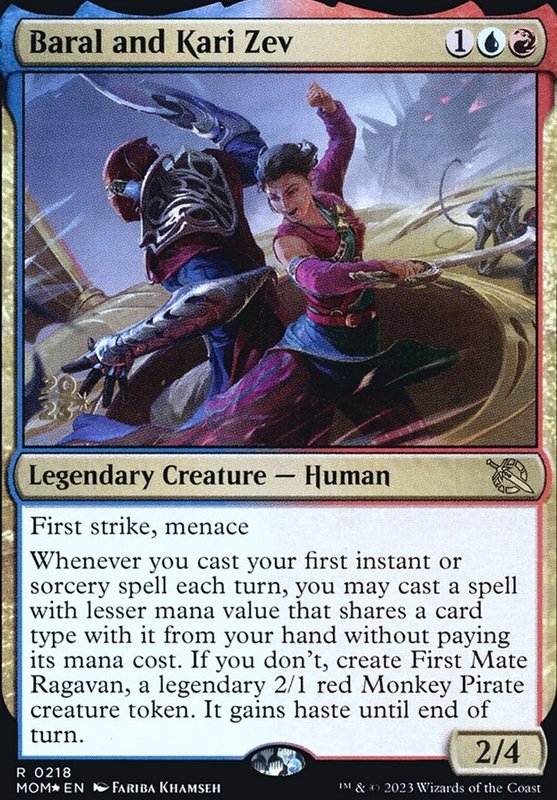 Baral and Kari Zev
1
2023
Legendary Creature — Human
First strike, menace
Whenever you cast your first instant or
sorcery spell each turn, you may cast a spell
with lesser mana value that shares a card
type with it from your hand without paying
its mana cost. If you don't, create First Mate
Ragavan, a legendary 2/1 red Monkey Pirate
creature token. It gains haste until end of
turn.
2/4
R 0218
MOM★EN Fariba Khamseh
™ & © 2023 Wizards of the Coast